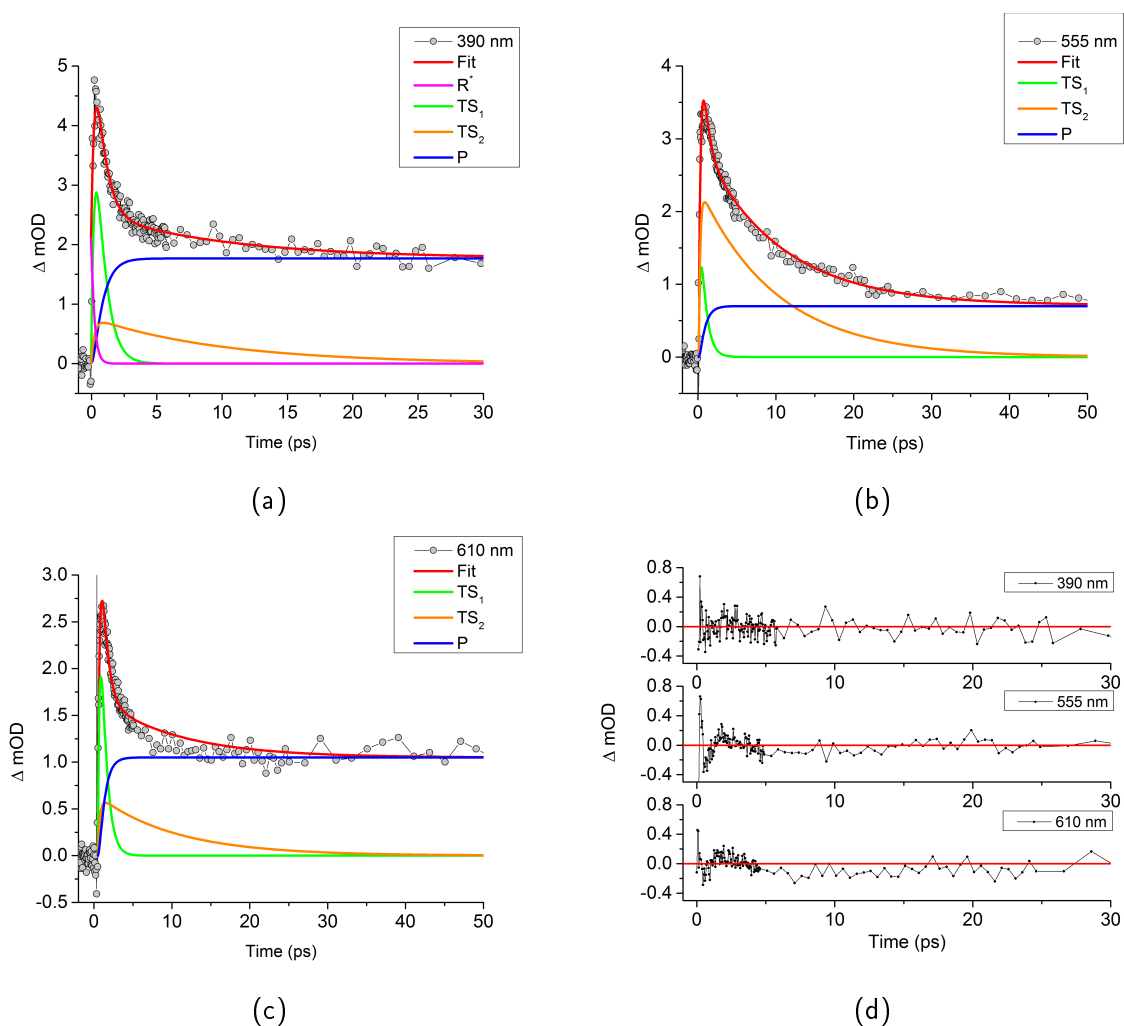 390 nm
Fit
R*
TS1
TS2
P
Δ mOD
5
4
3
2
1
0
0 5 10 15 20 25 30
Time (ps)
(a)
555 nm
Fit
TS1
TS2
P
Δ mOD
4
3
2
1
0
0 10 20 30 40 50
Time (ps)
(b)
610 nm
Fit
TS1
TS2
P
Δ mOD
3.0
2.5
2.0
1.5
1.0
0.5
0.0
-0.5
0 10 20 30 40 50
Time (ps)
(c)
Δ mOD
390 nm
0.8
0.4
0.0
-0.4
0 10 20 30
555 nm
0.8
0.4
0.0
-0.4
0 10 20 30
610 nm
0.8
0.4
0.0
-0.4
0 10 20 30
Time (ps)
(d)